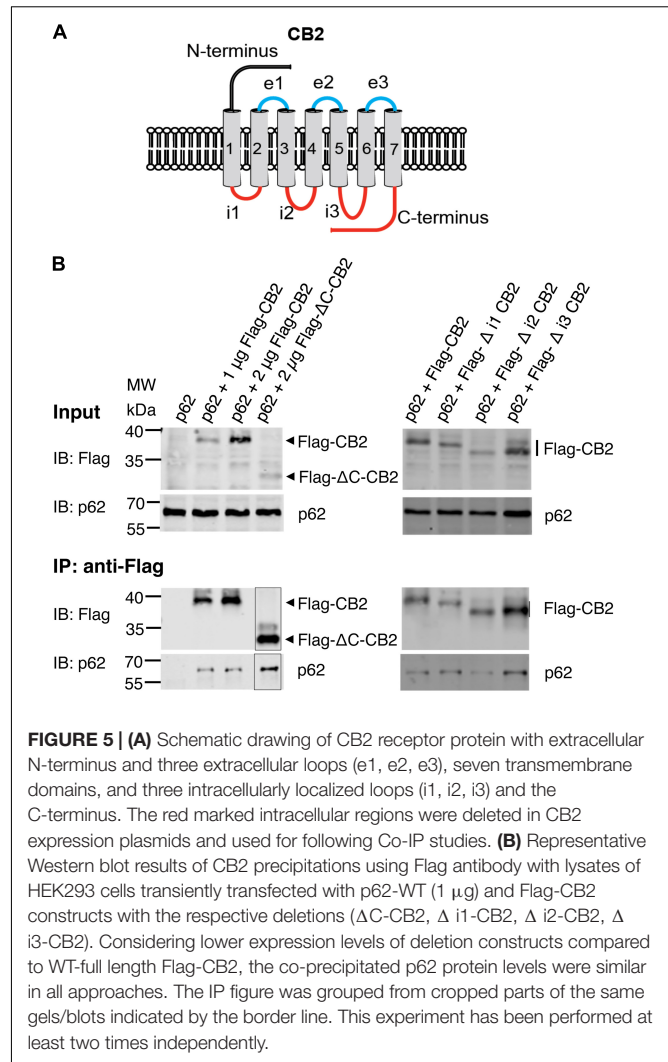 A
CB2
N-terminus
e1 e2 e3
1 2 3 4 5 6 7
i1 i2 i3
C-terminus
B
p62
p62 + 1 µg Flag-CB2
p62 + 2 µg Flag-CB2
p62 + 2 µg Flag-ΔC-CB2
p62 + Flag-CB2
p62 + Flag- Δ i1 CB2
p62 + Flag- Δ i2 CB2
p62 + Flag- Δ i3 CB2
MW
Input kDa
40
IB: Flag
35
Flag-CB2
Flag-ΔC-CB2
Flag-CB2
IB: p62
70
55
p62
p62
IP: anti-Flag
40
IB: Flag
35
Flag-CB2
Flag-ΔC-CB2
Flag-CB2
IB: p62
70
55
p62
p62
FIGURE 5 | (A) Schematic drawing of CB2 receptor protein with extracellular
N-terminus and three extracellular loops (e1, e2, e3), seven transmembrane
domains, and three intracellularly localized loops (i1, i2, i3) and the
C-terminus. The red marked intracellular regions were deleted in CB2
expression plasmids and used for following Co-IP studies. (B) Representative
Western blot results of CB2 precipitations using Flag antibody with lysates of
HEK293 cells transiently transfected with p62-WT (1 µg) and Flag-CB2
constructs with the respective deletions (ΔC-CB2, Δ i1-CB2, Δ i2-CB2, Δ
i3-CB2). Considering lower expression levels of deletion constructs compared
to WT-full length Flag-CB2, the co-precipitated p62 protein levels were similar
in all approaches. The IP figure was grouped from cropped parts of the same
gels/blots indicated by the border line. This experiment has been performed at
least two times independently.